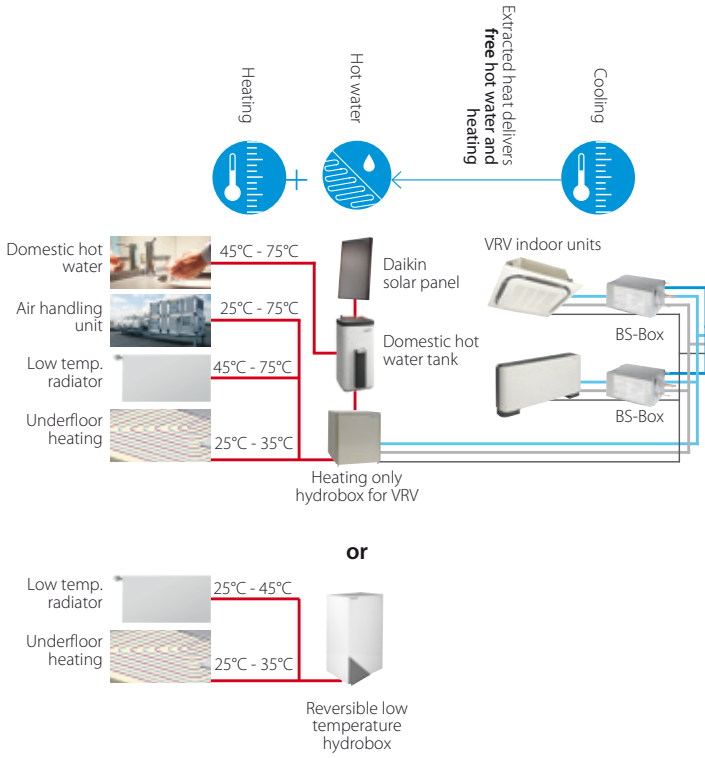 Heating
Hot water
Extracted heat delivers
free hot water and
heating
Cooling
Domestic hot
water
45°C - 75°C
Air handling
unit
25°C - 75°C
Low temp.
radiator
45°C - 75°C
Underfloor
heating
25°C - 35°C
Daikin
solar panel
Domestic hot
water tank
Heating only
hydrobox for VRV
VRV indoor units
BS-Box
BS-Box
or
Low temp.
radiator
25°C - 45°C
Underfloor
heating
25°C - 35°C
Reversible low
temperature
hydrobox